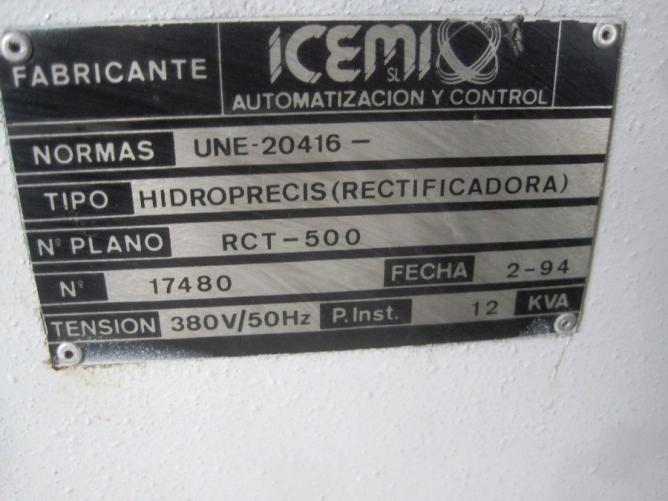 FABRICANTE ICEMI SL
AUTOMATIZACION Y CONTROL
NORMAS UNE-20416 -
TIPO HIDROPRECIS (RECTIFICADORA)
Nº PLANO RCT-500
Nº 17480 FECHA 2-94
TENSION 380V/50Hz P.Inst. 12 KVA